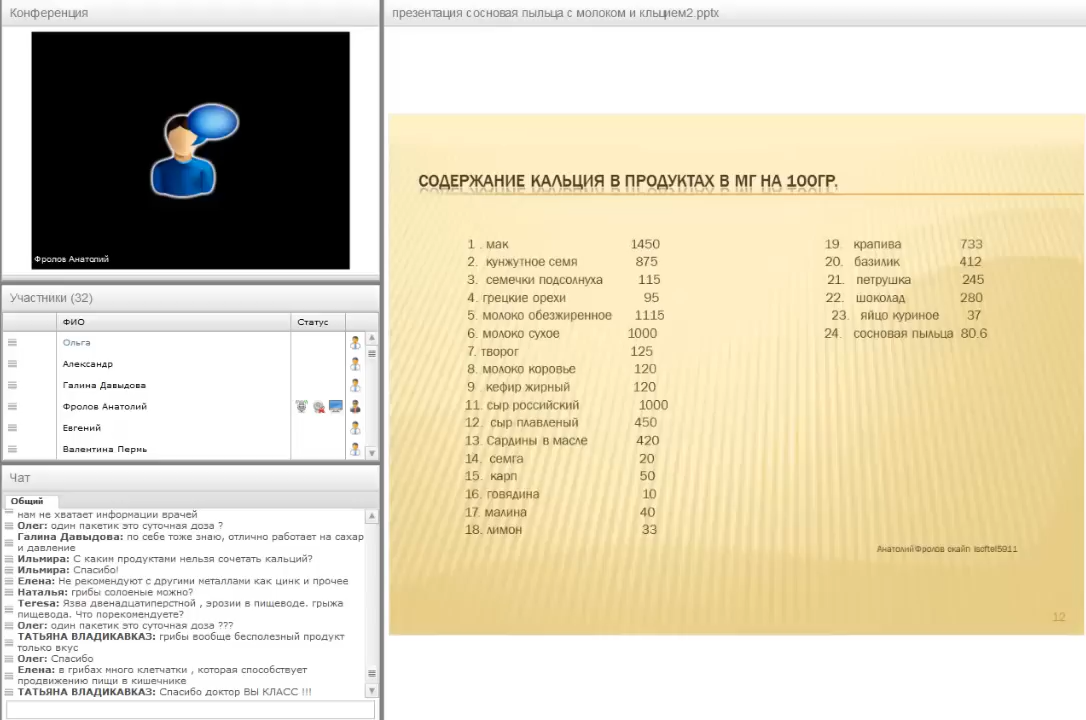 Конференция
презентация сосновая пыльца с молоком и кльцием2.pptx
Фролов Анатолий
Участники (32)
ФИО Статус
Ольга
Александр
Галина Давыдова
Фролов Анатолий
Евгений
Валентина Пермь
Чат
Общий
нам не хватает информации врачей
Олег: один пакетик это суточная доза ?
Галина Давыдова: по себе тоже знаю, отлично работает на сахар
и давление
Ильмира: С каким продуктами нельзя сочетать кальций?
Ильмира: Спасибо!
Елена: Не рекомендуют с другими металлами как цинк и прочее
Наталья: грибы солоеные можно?
Teresa: Язва двенадцатиперстной , эрозии в пищеводе. грыжа
пищевода. Что порекомендуете?
Олег: один пакетик это суточная доза ???
ТАТЬЯНА ВЛАДИКАВКАЗ: грибы вообще бесполезный продукт
только вкус
Олег: Спасибо
Елена: в грибах много клетчатки , которая способствует
продвижению пищи в кишечнике
ТАТЬЯНА ВЛАДИКАВКАЗ: Спасибо доктор ВЫ КЛАСС !!!
СОДЕРЖАНИЕ КАЛЬЦИЯ В ПРОДУКТАХ В МГ НА 100ГР.
1 . мак 1450
2. кунжутное семя 875
3. семечки подсолнуха 115
4. грецкие орехи 95
5. молоко обезжиренное 1115
6. молоко сухое 1000
7. творог 125
8. молоко коровье 120
9 кефир жирный 120
11. сыр российский 1000
12. сыр плавленый 450
13. Сардины в масле 420
14. семга 20
15. карп 50
16. говядина 10
17. малина 40
18. лимон 33
19. крапива 733
20. базилик 412
21. петрушка 245
22. шоколад 280
23. яйцо куриное 37
24. сосновая пыльца 80.6
Анатолий Фролов скайп isoftel5911
12